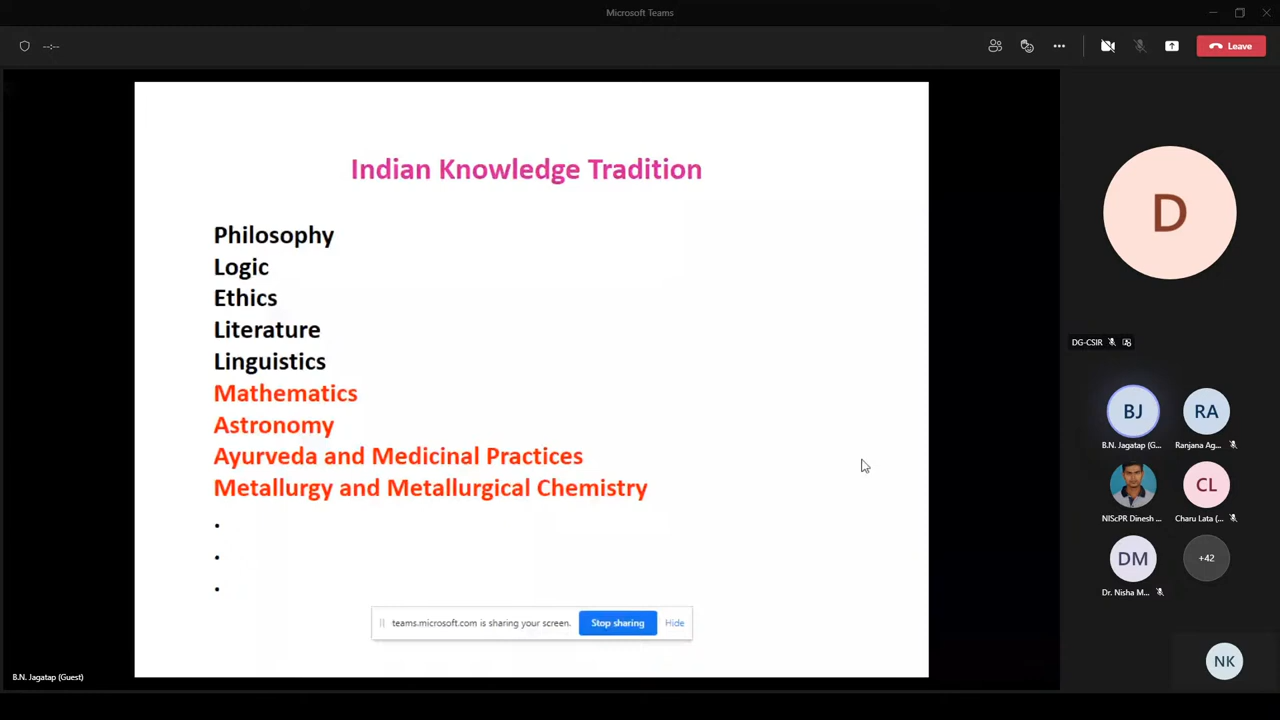 Microsoft Teams
--:--
Leave
Indian Knowledge Tradition
Philosophy
Logic
Ethics
Literature
Linguistics
Mathematics
Astronomy
Ayurveda and Medicinal Practices
Metallurgy and Metallurgical Chemistry
•
•
•
teams.microsoft.com is sharing your screen.
Stop sharing
Hide
B.N. Jagatap (Guest)
D
DG-CSIR
BJ
RA
B.N. Jagatap (G...
Ranjana Ag...
CL
NIScPR Dinesh ...
Charu Lata (...
DM
+42
Dr. Nisha M...
NK